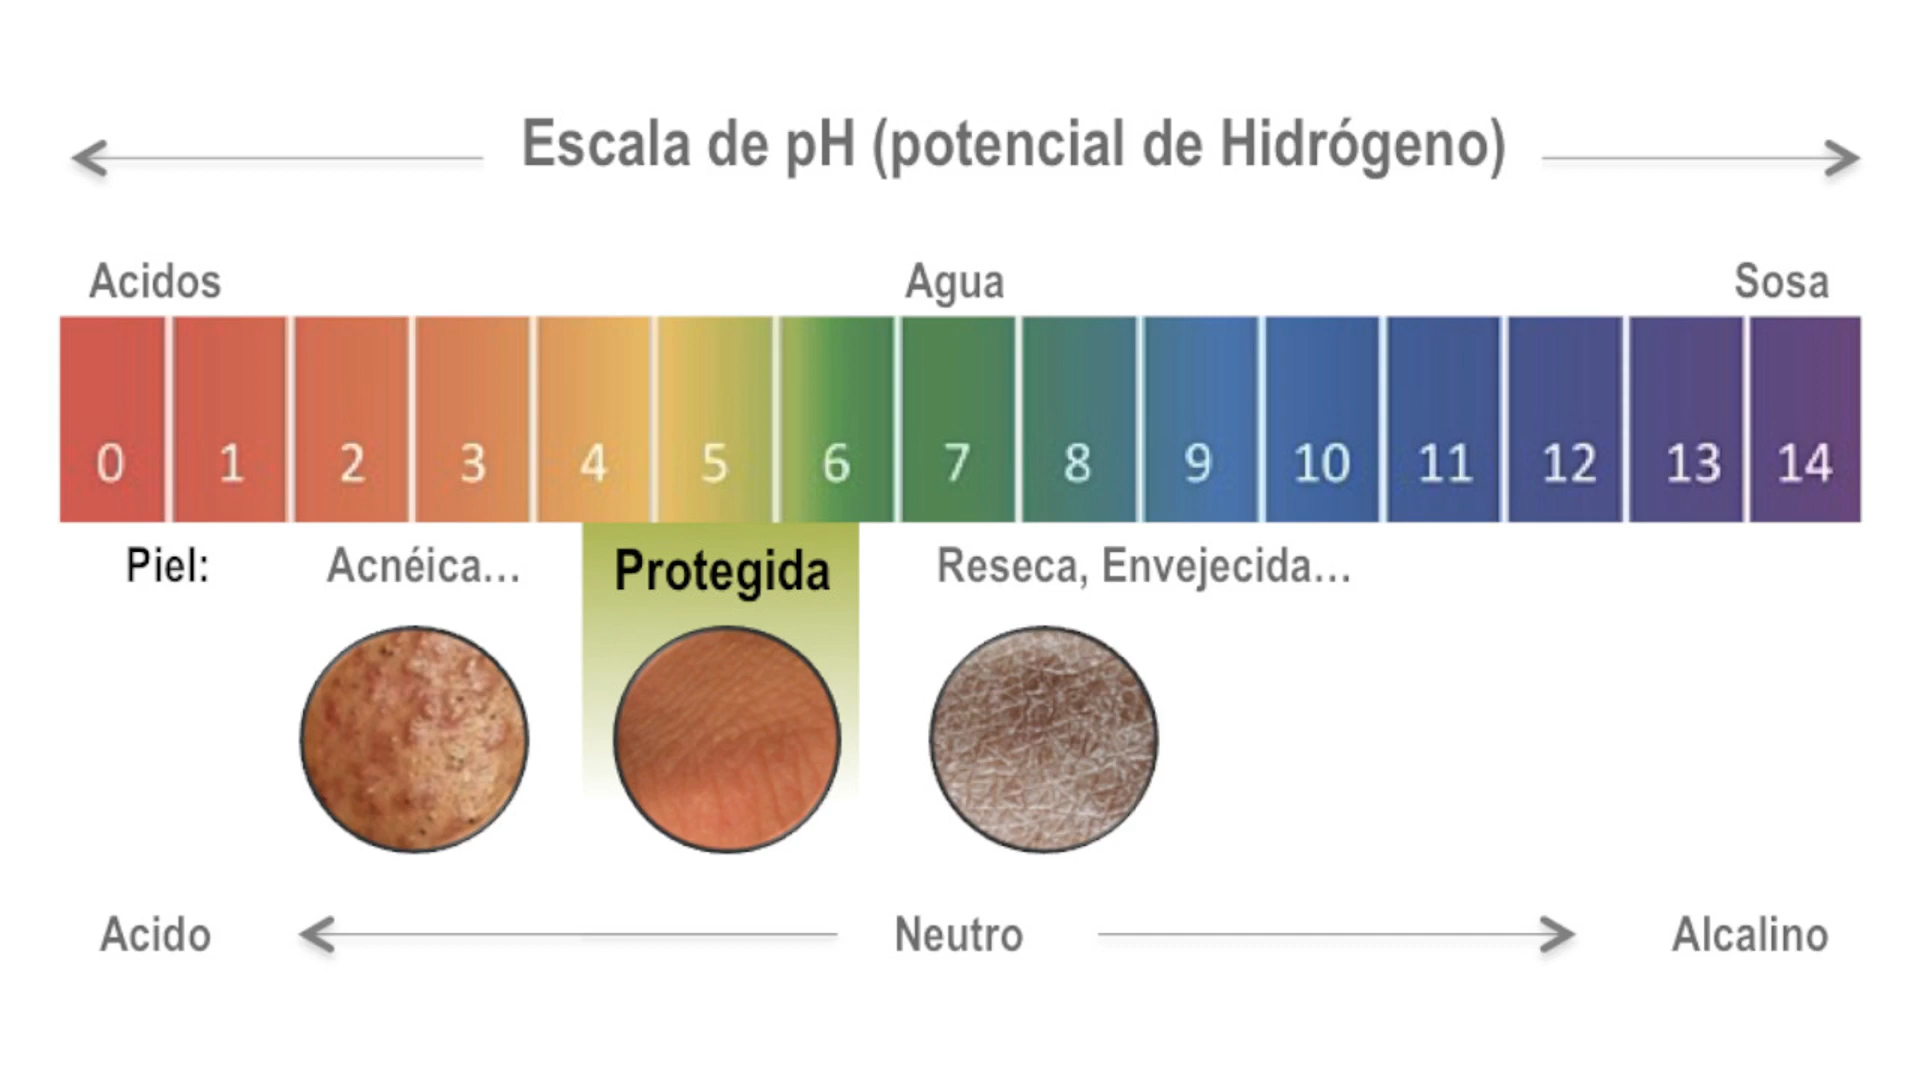 Escala de pH (potencial de Hidrógeno)
Acidos Agua Sosa
0 1 2 3 4 5 6 7 8 9 10 11 12 13 14
Piel: Acnéica... Protegida Reseca, Envejecida...
Acido Neutro Alcalino